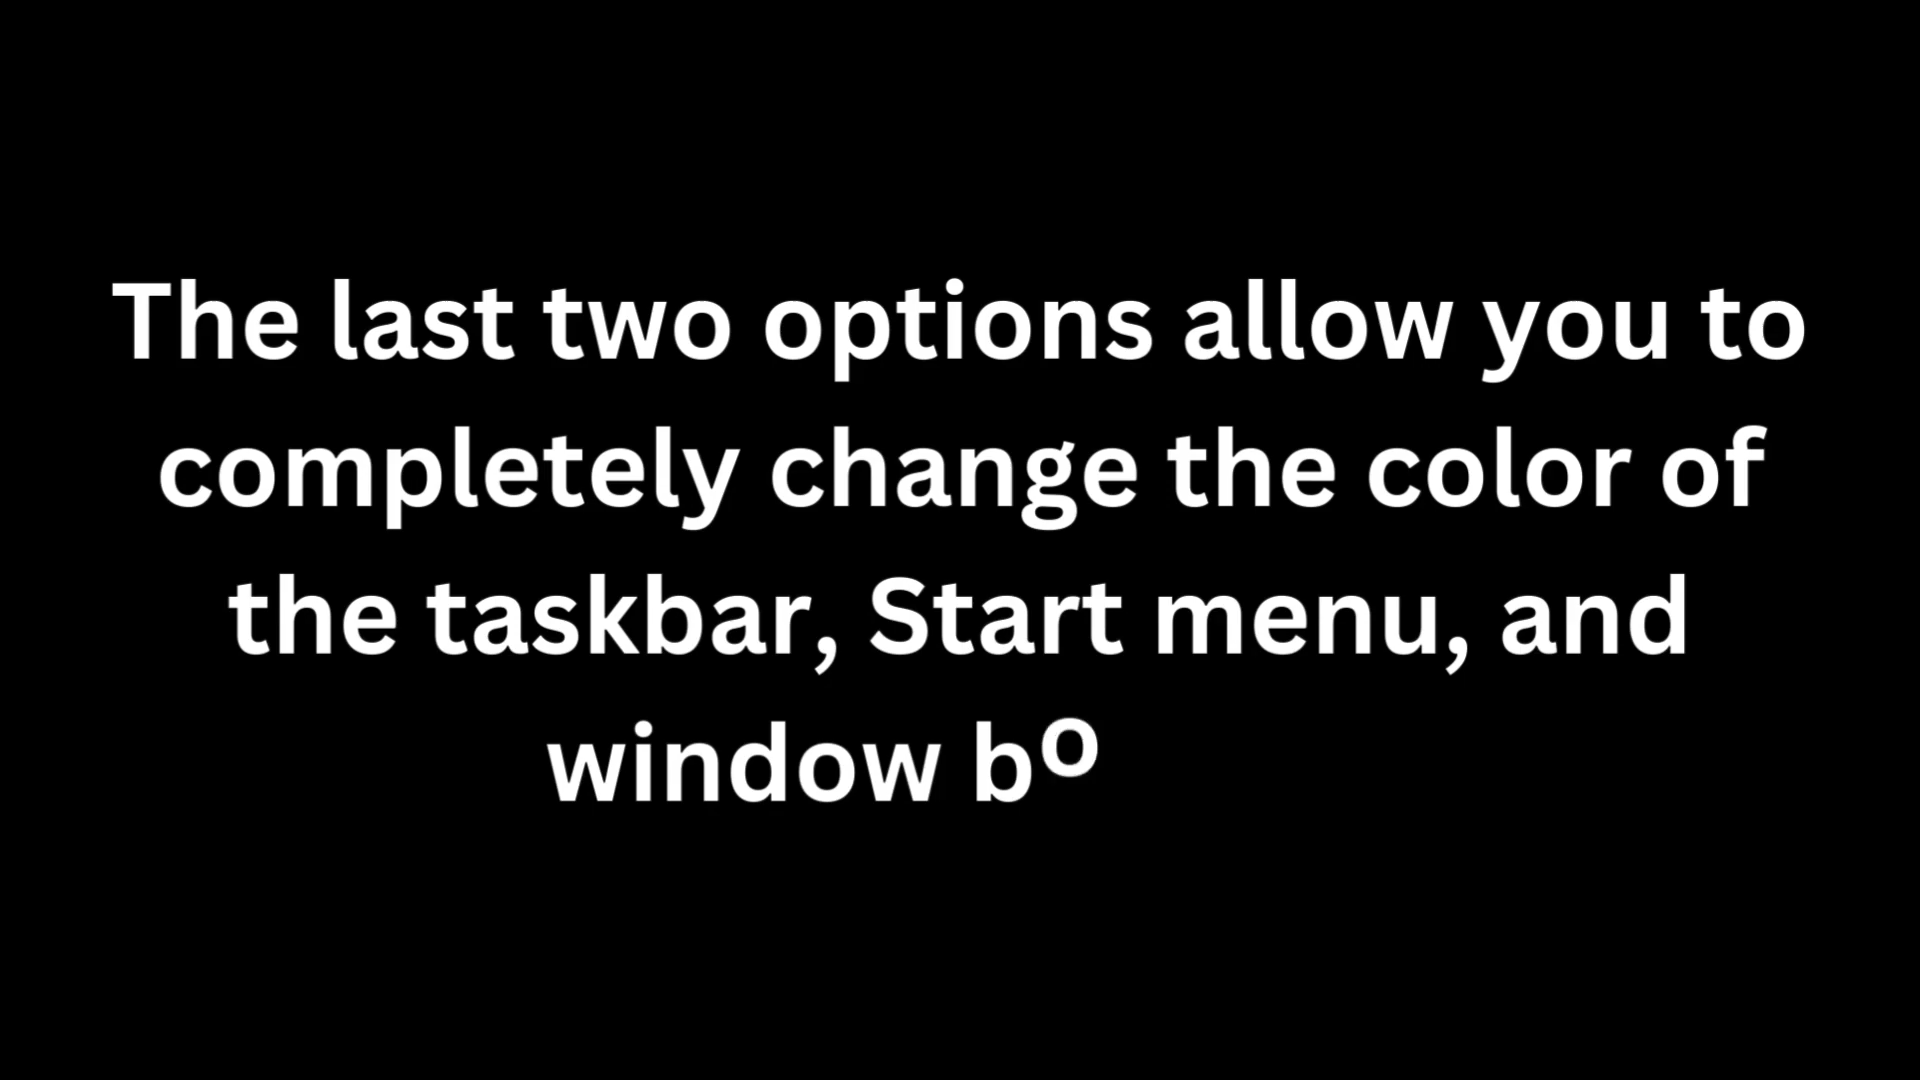 The last two options allow you to
completely change the color of
the taskbar, Start menu, and
window bo